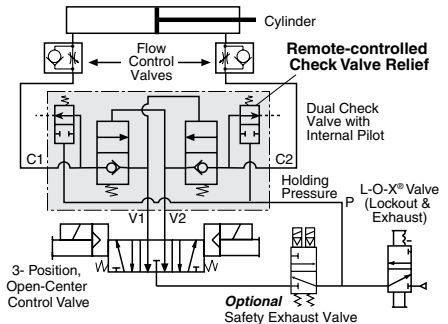 Cylinder
Flow
Control
Valves
Remote-controlled
Check Valve Relief
Dual Check
Valve with
Internal Pilot
C1
C2
Holding
Pressure
V1
V2
P
L-O-X® Valve
(Lockout &
Exhaust)
3- Position,
Open-Center
Control Valve
Optional
Safety Exhaust Valve